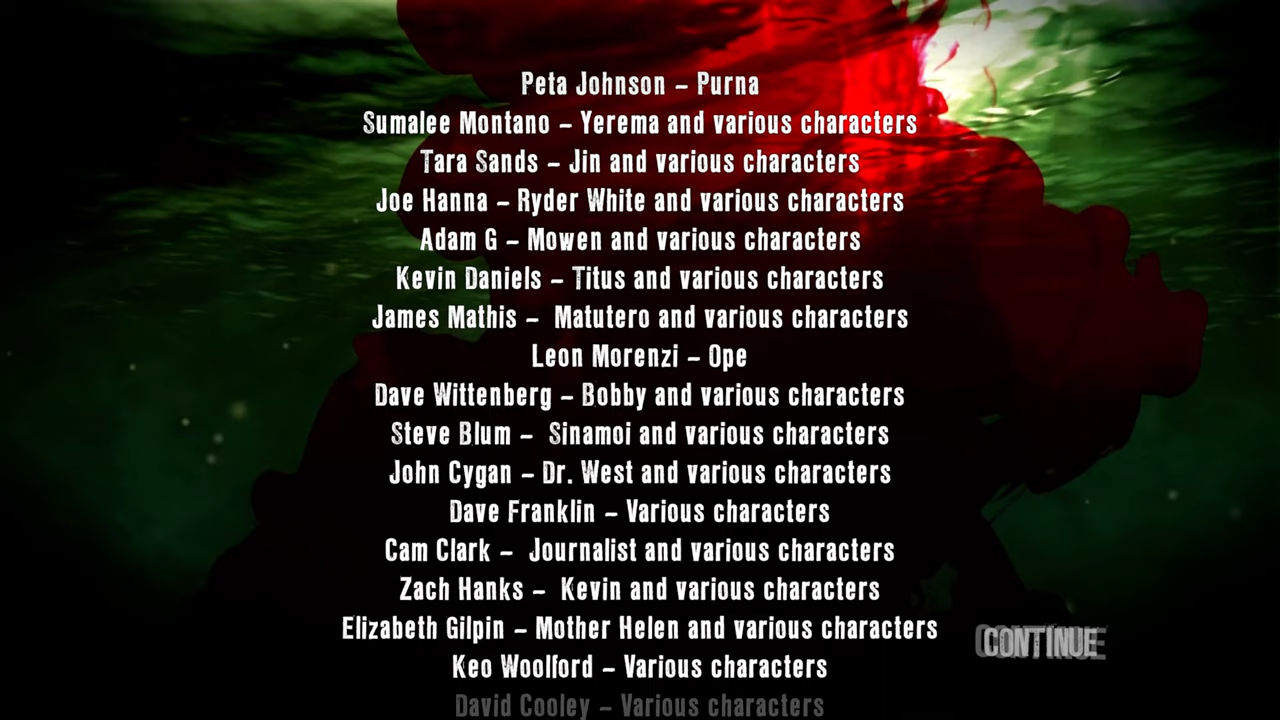 Peta Johnson – Purna
Sumalee Montano – Yerema and various characters
Tara Sands – Jin and various characters
Joe Hanna – Ryder White and various characters
Adam G – Mowen and various characters
Kevin Daniels – Titus and various characters
James Mathis –  Matutero and various characters
Leon Morenzi – Ope
Dave Wittenberg – Bobby and various characters
Steve Blum –  Sinamoi and various characters
John Cygan – Dr. West and various characters
Dave Franklin – Various characters
Cam Clark –  Journalist and various characters
Zach Hanks –  Kevin and various characters
Elizabeth Gilpin – Mother Helen and various characters
CONTINUE
Keo Woolford – Various characters
David Cooley – Various characters